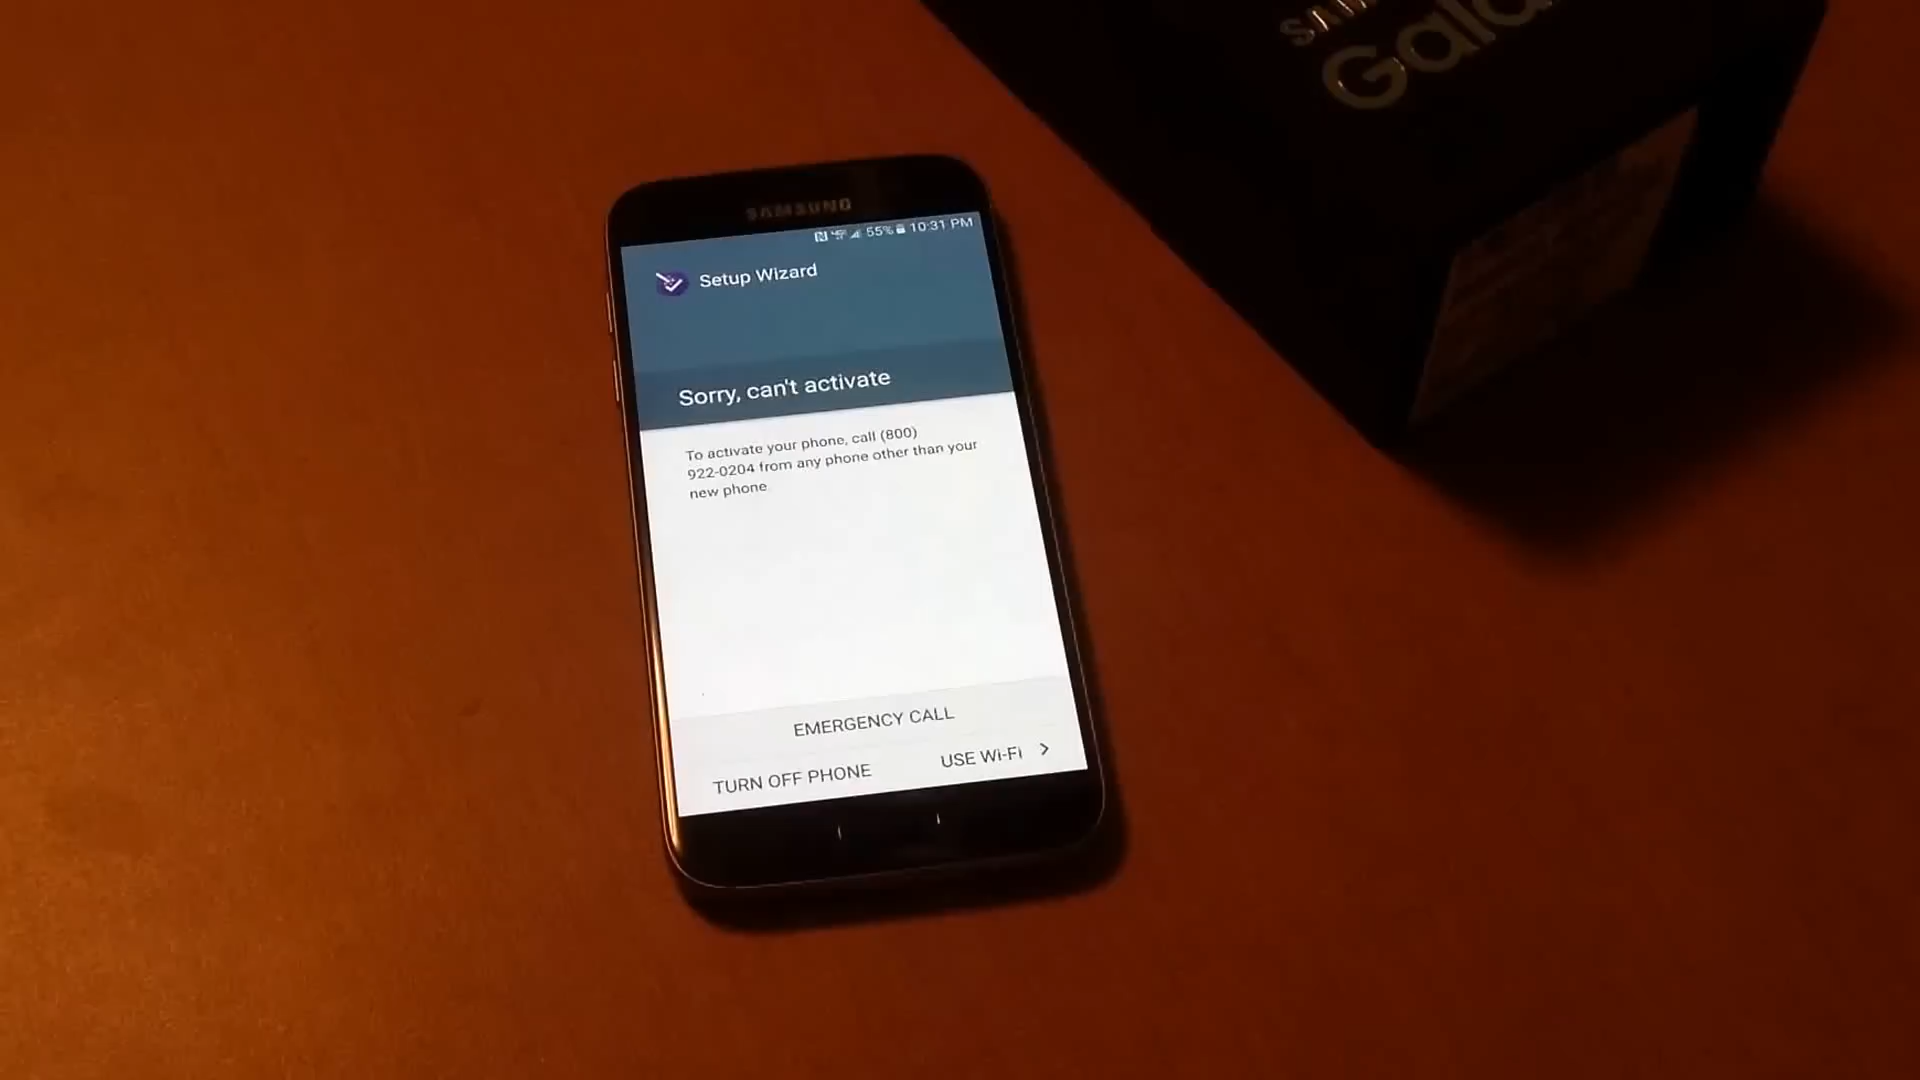 SAMSUNG
55% 10:31 PM
Setup Wizard
Sorry, can't activate
To activate your phone, call (800)
922-0204 from any phone other than your
new phone.
EMERGENCY CALL
TURN OFF PHONE
USE Wi-Fi
SAM
Gala